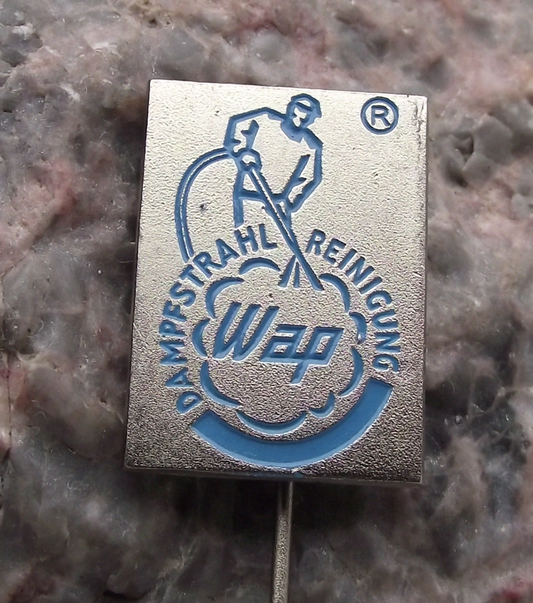 ®
DAMPFSTRAHL REINIGUNG
Wap